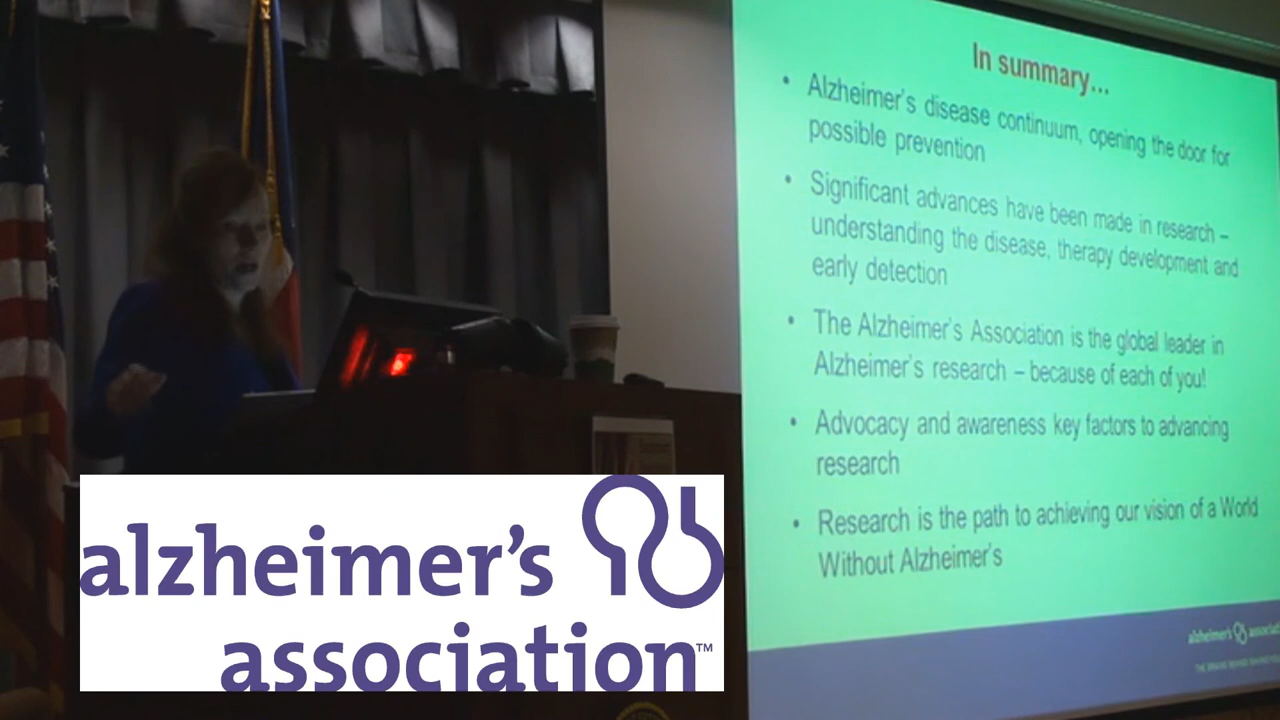 In summary...
• Alzheimer's disease continuum, opening the door for
possible prevention
• Significant advances have been made in research –
understanding the disease, therapy development and
early detection
• The Alzheimer's Association is the global leader in
Alzheimer's research – because of each of you!
• Advocacy and awareness key factors to advancing
research
• Research is the path to achieving our vision of a World
Without Alzheimer's
alzheimer's
alzheimer's
association™